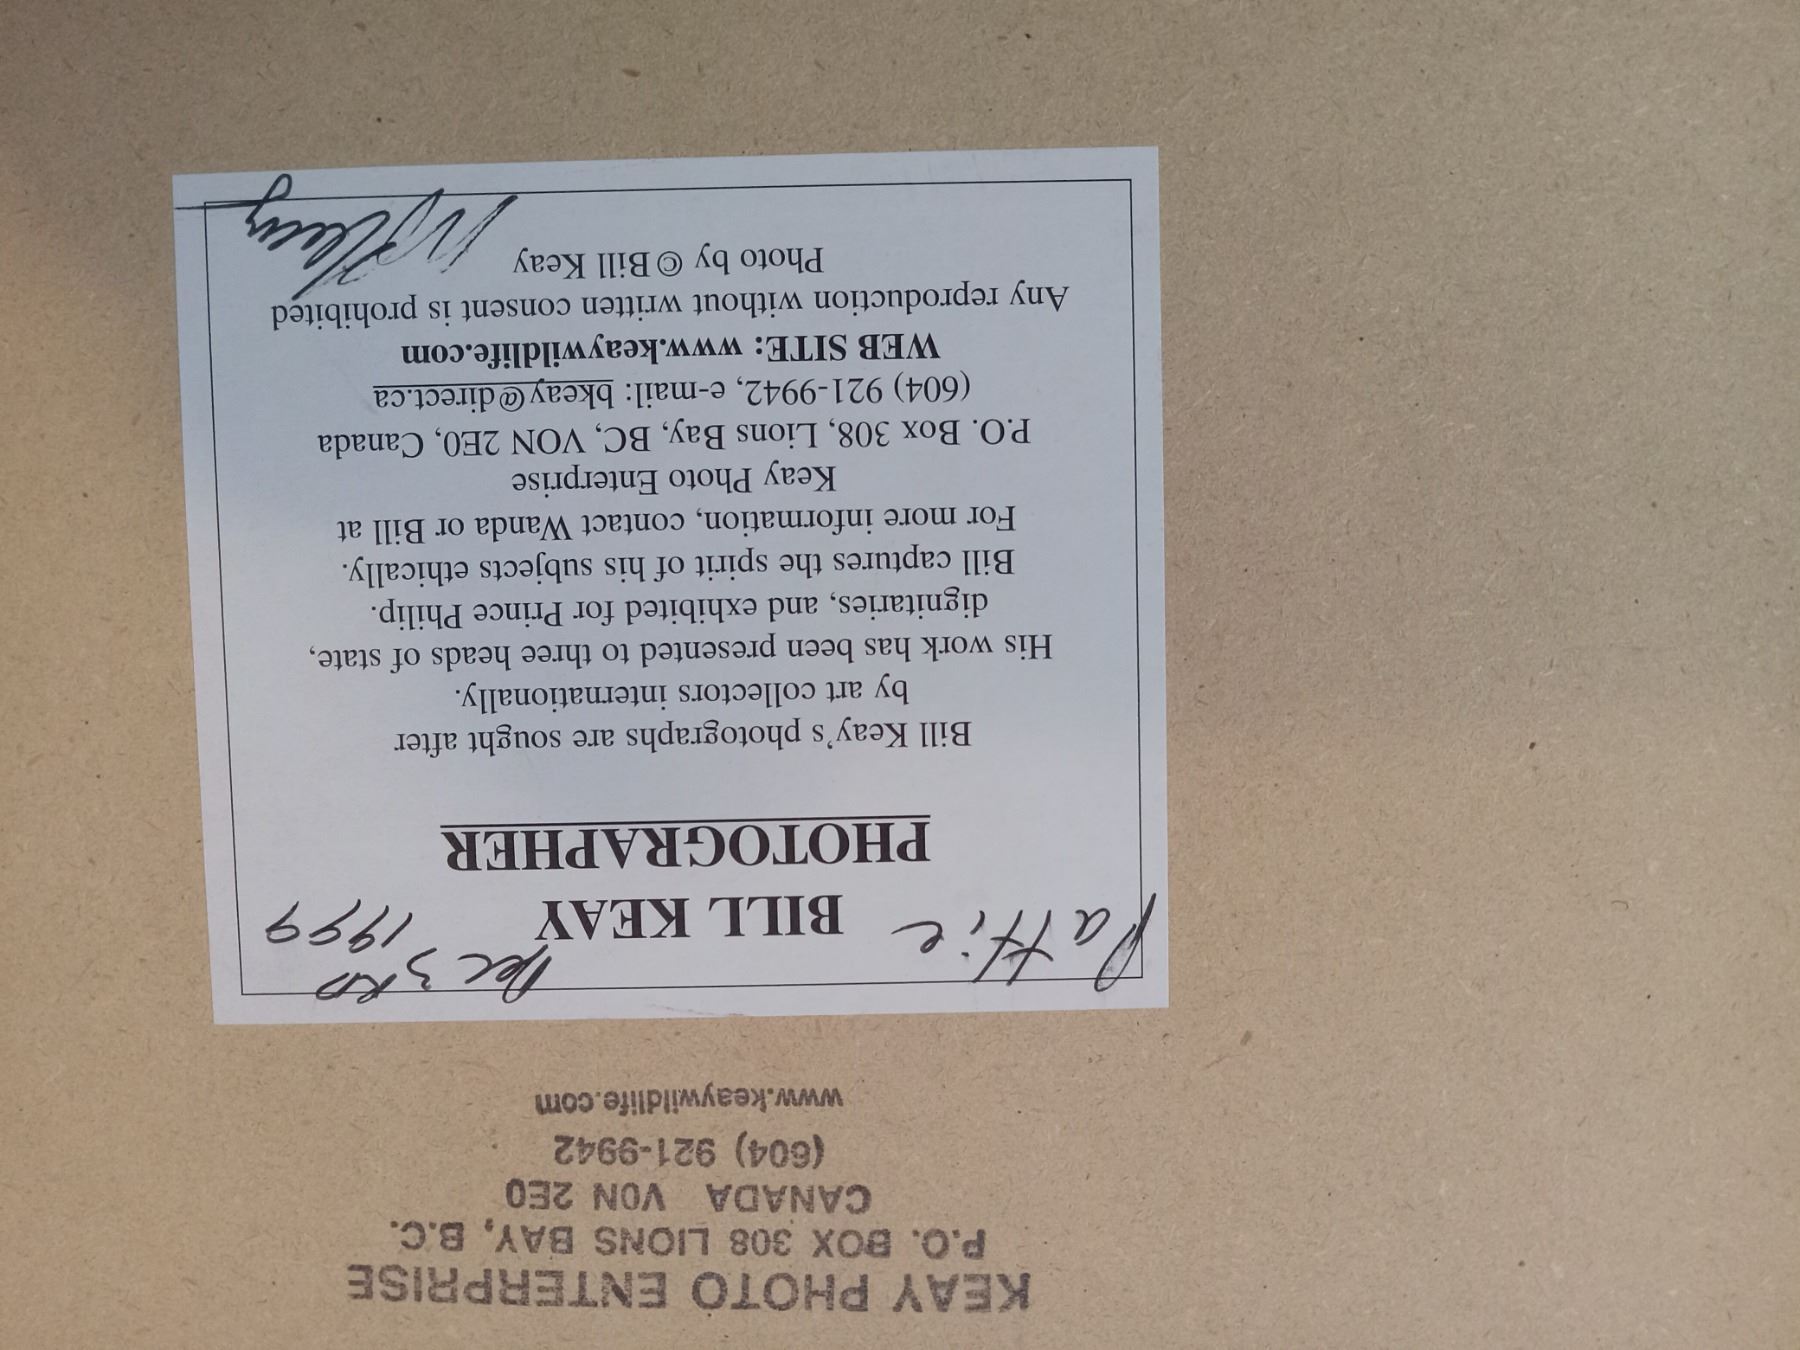 KEAY PHOTO ENTERPRISE
P.O. BOX 308 LIONS BAY, B.C.
CANADA V0N 2E0
(604) 921-9942
www.keaywildlife.com
Pattie Dec 3RD
1999
BILL KEAY
PHOTOGRAPHER
Bill Keay's photographs are sought after
by art collectors internationally.
His work has been presented to three heads of state,
dignitaries, and exhibited for Prince Philip.
Bill captures the spirit of his subjects ethically.
For more information, contact Wanda or Bill at
Keay Photo Enterprise
P.O. Box 308, Lions Bay, BC, VON 2E0, Canada
(604) 921-9942, e-mail: bkeay@direct.ca
WEB SITE: www.keaywildlife.com
Any reproduction without written consent is prohibited
Photo by © Bill Keay